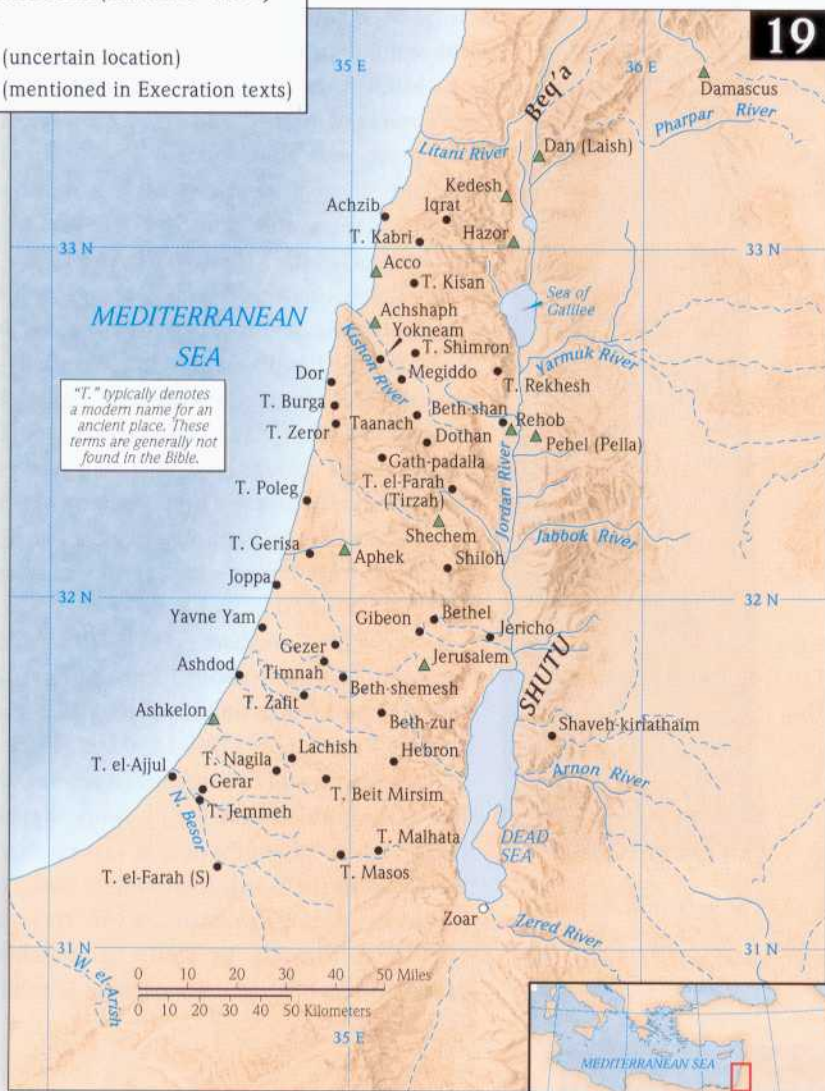 19
(uncertain location)
(mentioned in Execration texts)
35 E
36 E
Beq'a
Damascus
Pharpar River
Litani River
Dan (Laish)
Kedesh
Achzib
Iqrat
T. Kabri
Hazor
33 N
33 N
Acco
T. Kisan
Sea of
Galilee
MEDITERRANEAN
SEA
Achshaph
Yokneam
Kishon River
T. Shimron
Yarmuk River
Dor
Megiddo
T. Rekhesh
"T." typically denotes
a modern name for an
ancient place. These
terms are generally not
found in the Bible.
T. Burga
Taanach
Beth-shan
Rehob
T. Zeror
Dothan
Pehel (Pella)
Gath-padalla
T. Poleg
T. el-Farah
(Tirzah)
Jordan River
Shechem
Jabbok River
T. Gerisa
Aphek
Shiloh
Joppa
32 N
32 N
Yavne Yam
Gibeon
Bethel
Jericho
Gezer
Jerusalem
SHUTU
Ashdod
Timnah
Beth-shemesh
T. Zafit
Ashkelon
Beth-zur
Shaveh-kiriathaim
T. el-Ajjul
T. Nagila
Lachish
Hebron
Gerar
T. Beit Mirsim
Arnon River
T. Jemmeh
N. Besor
T. Malhata
DEAD
SEA
T. el-Farah (S)
T. Masos
Zoar
Zered River
31 N
31 N
W. el-Arish
0 10 20 30 40 50 Miles
0 10 20 30 40 50 Kilometers
35 E
MEDITERRANEAN SEA